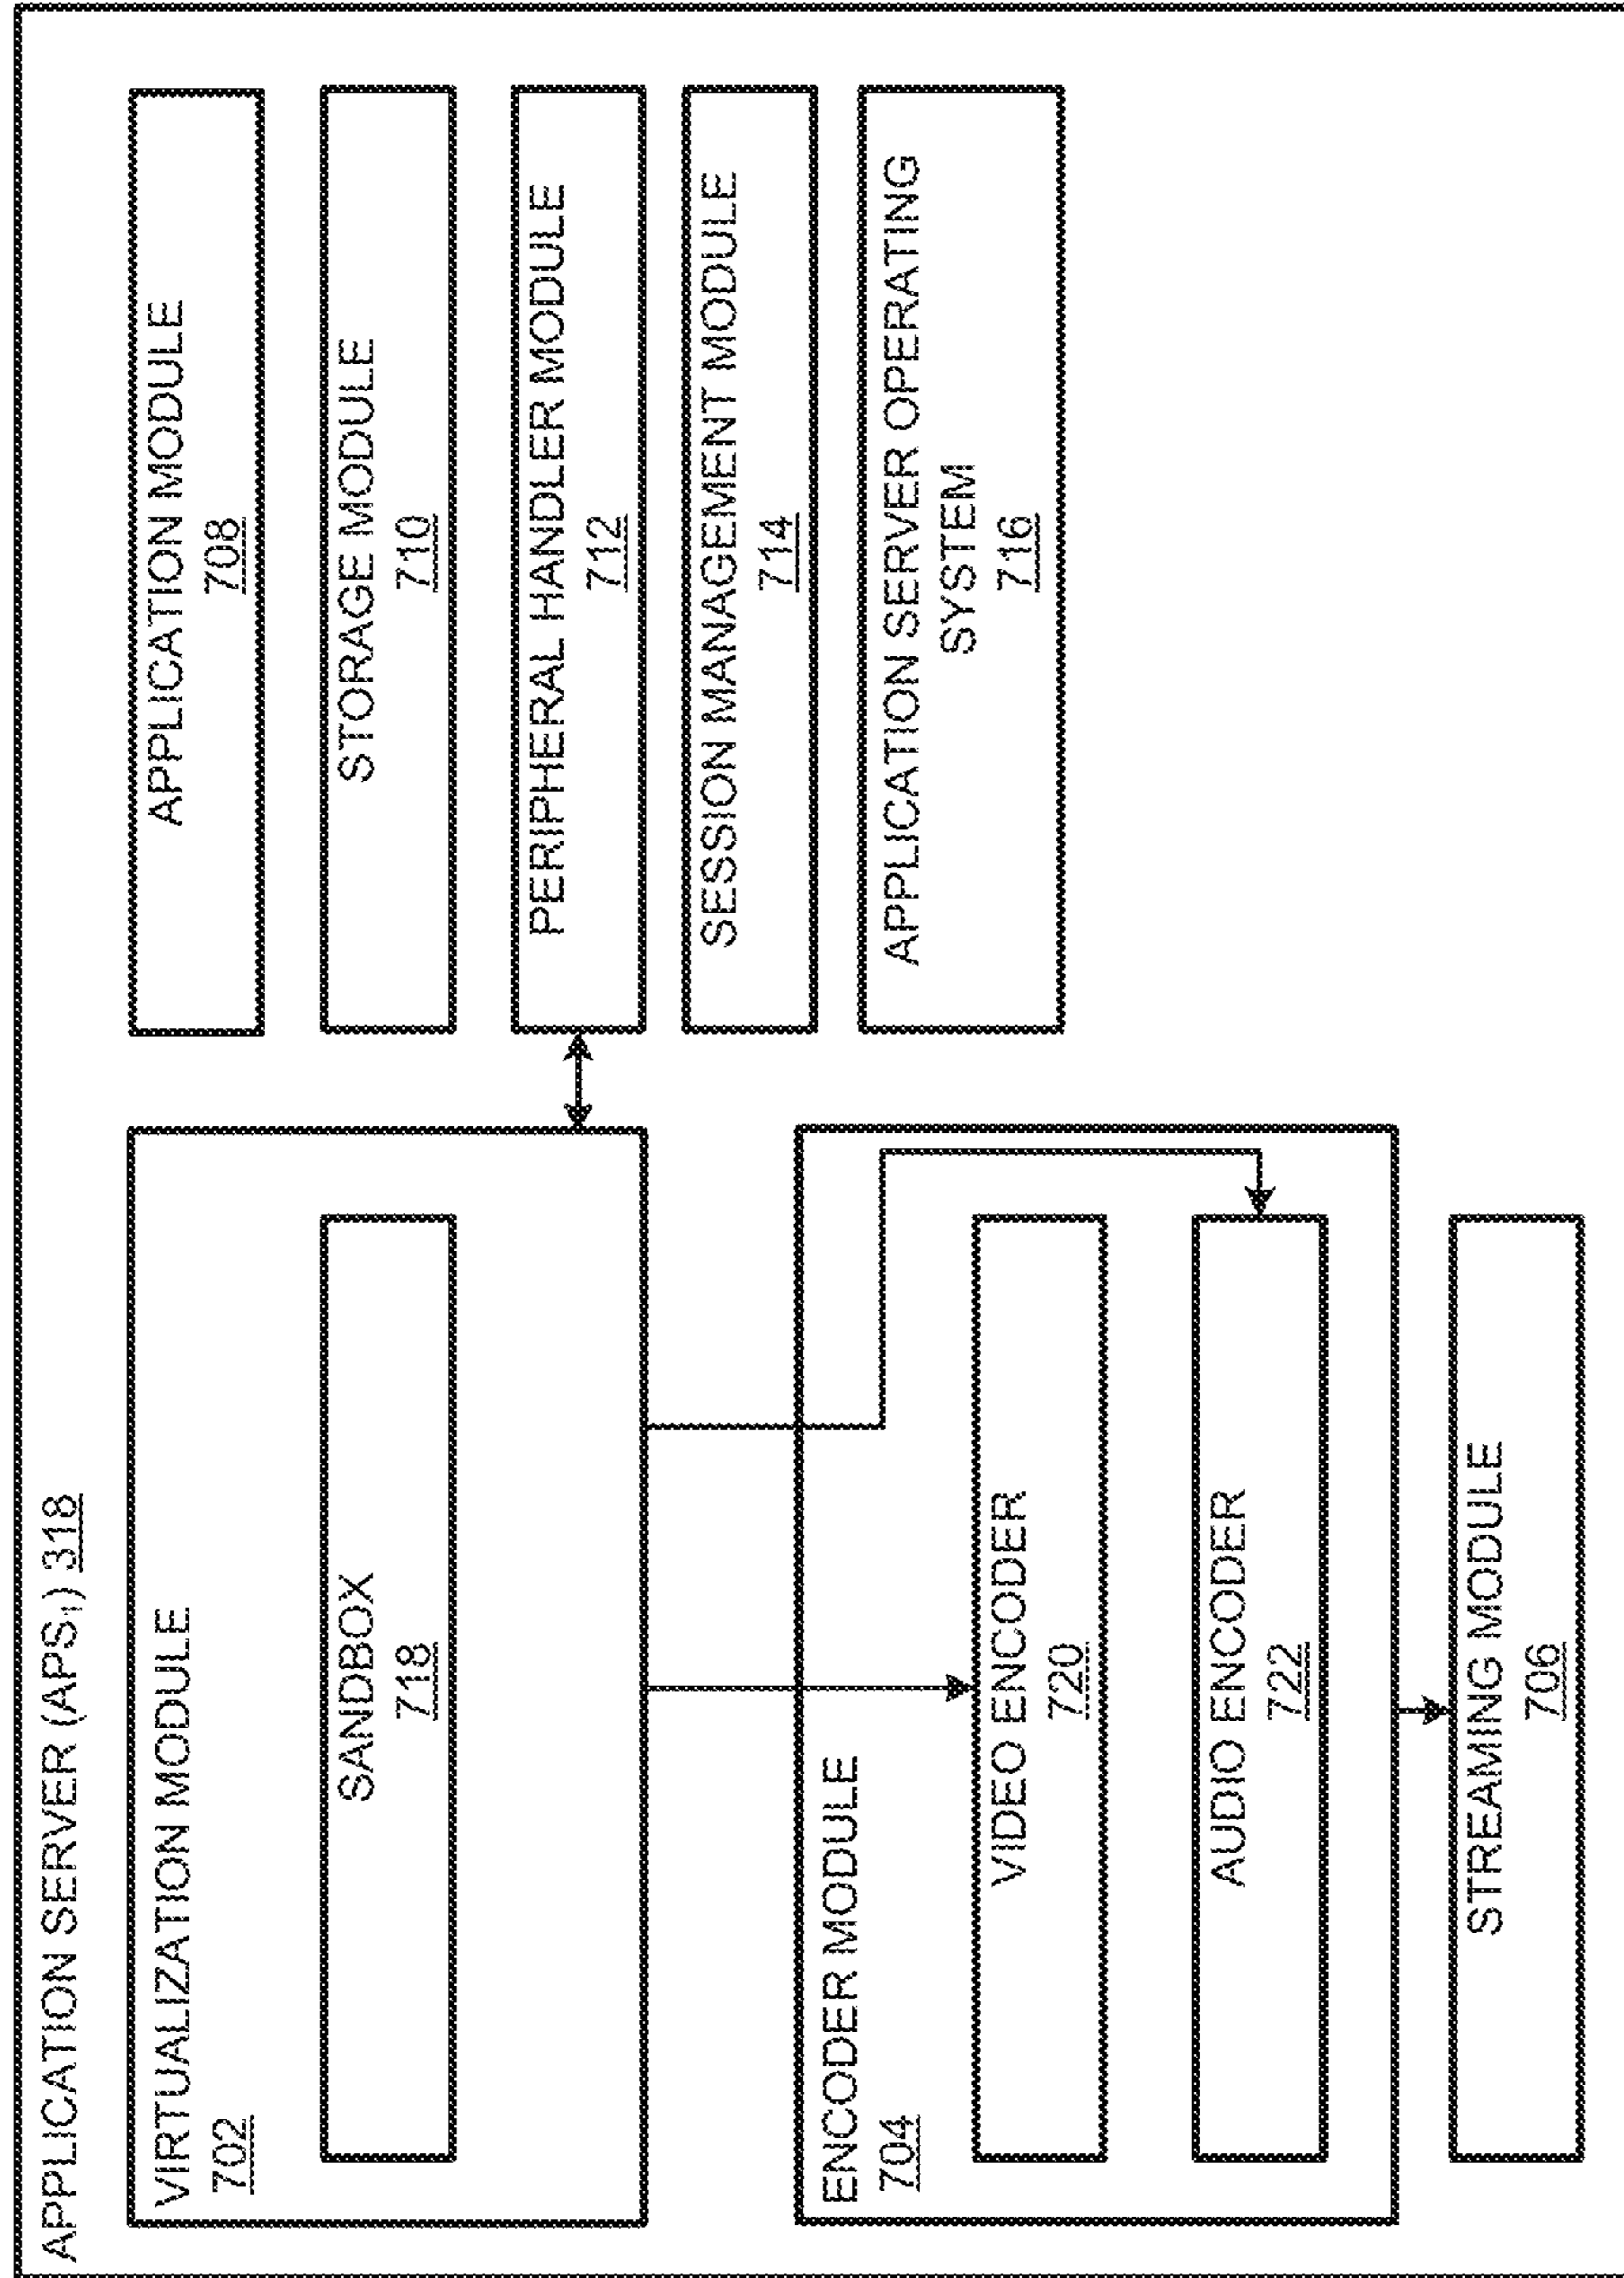 APPLICATION SERVER (APS₁) 318
VIRTUALIZATION MODULE
702
SANDBOX
718
ENCODER MODULE
704
VIDEO ENCODER
720
AUDIO ENCODER
722
STREAMING MODULE
706
APPLICATION MODULE
708
STORAGE MODULE
710
PERIPHERAL HANDLER MODULE
712
SESSION MANAGEMENT MODULE
714
APPLICATION SERVER OPERATING
SYSTEM
716